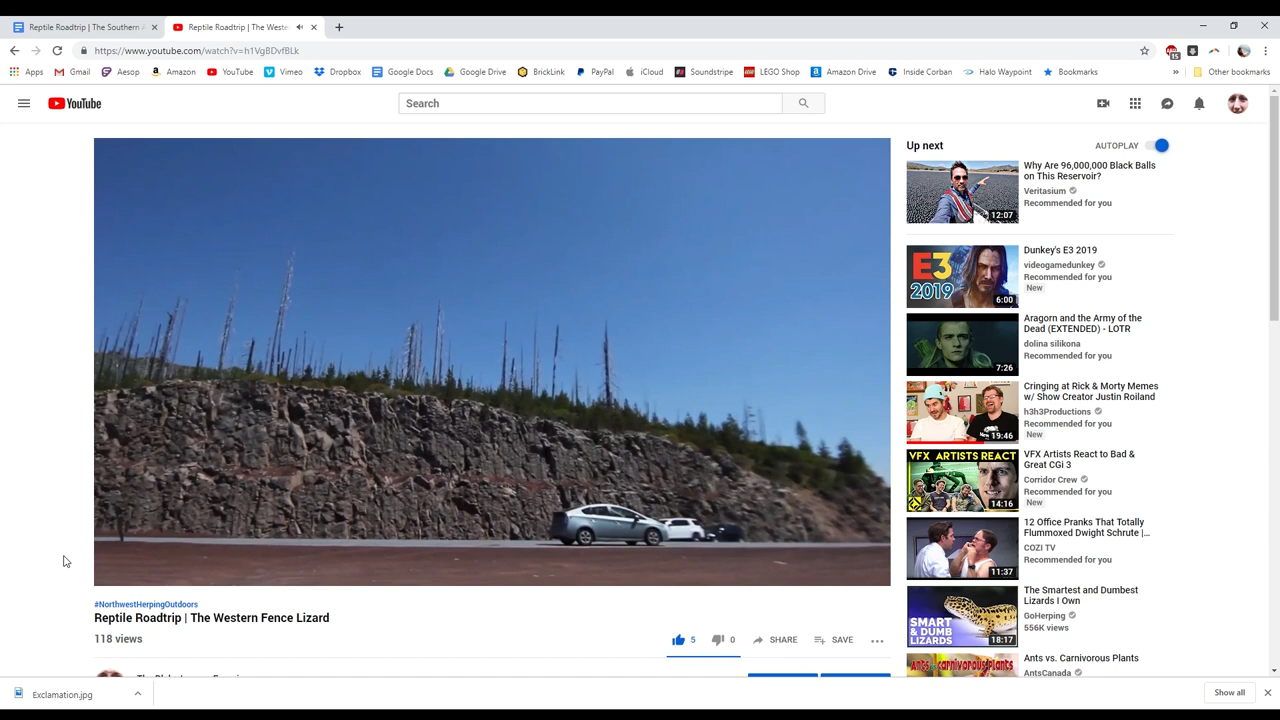 Reptile Roadtrip | The Southern
Reptile Roadtrip | The Weste
https://www.youtube.com/watch?v=h1VgBDvfBLk
15
Apps
Gmail
Aesop
Amazon
YouTube
Vimeo
Dropbox
Google Docs
Google Drive
BrickLink
PayPal
iCloud
Soundstripe
LEGO Shop
Amazon Drive
Inside Corban
Halo Waypoint
Bookmarks
»
Other bookmarks
YouTube
Search
Up next
AUTOPLAY
Why Are 96,000,000 Black Balls
on This Reservoir?
Veritasium
Recommended for you
12:07
Dunkey's E3 2019
videogamedunkey
Recommended for you
New
E3
2019
6:00
Aragorn and the Army of the
Dead (EXTENDED) - LOTR
dolina silikona
Recommended for you
7:26
Cringing at Rick & Morty Memes
w/ Show Creator Justin Roiland
h3h3Productions
Recommended for you
New
19:46
VFX Artists React to Bad &
Great CGi 3
Corridor Crew
Recommended for you
New
VFX ARTISTS REACT
14:16
12 Office Pranks That Totally
Flummoxed Dwight Schrute |...
COZI TV
Recommended for you
11:37
The Smartest and Dumbest
Lizards I Own
GoHerping
556K views
SMART
& DUMB
LIZARDS
18:17
Ants vs. Carnivorous Plants
AntsCanada
ANTS vs carnivorous plants
#NorthwestHerpingOutdoors
Reptile Roadtrip | The Western Fence Lizard
118 views
5
0
SHARE
SAVE
Exclamation.jpg
Show all